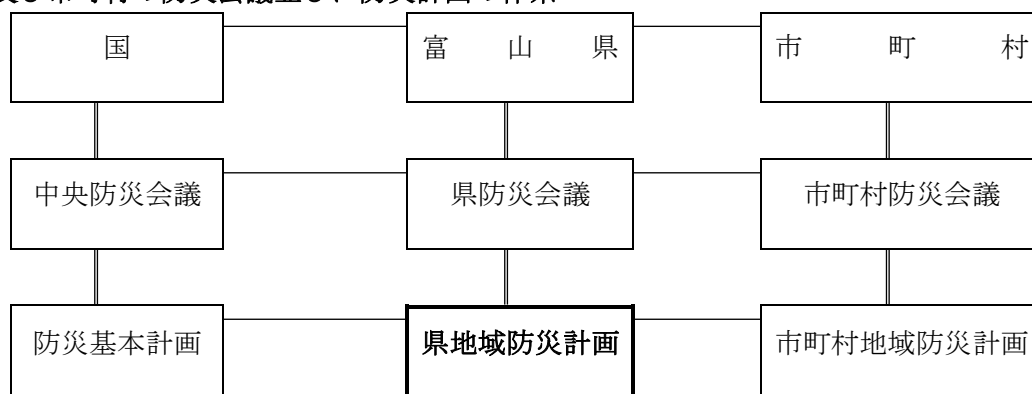 国
富山県
市町村
中央防災会議
県防災会議
市町村防災会議
防災基本計画
県地域防災計画
市町村地域防災計画